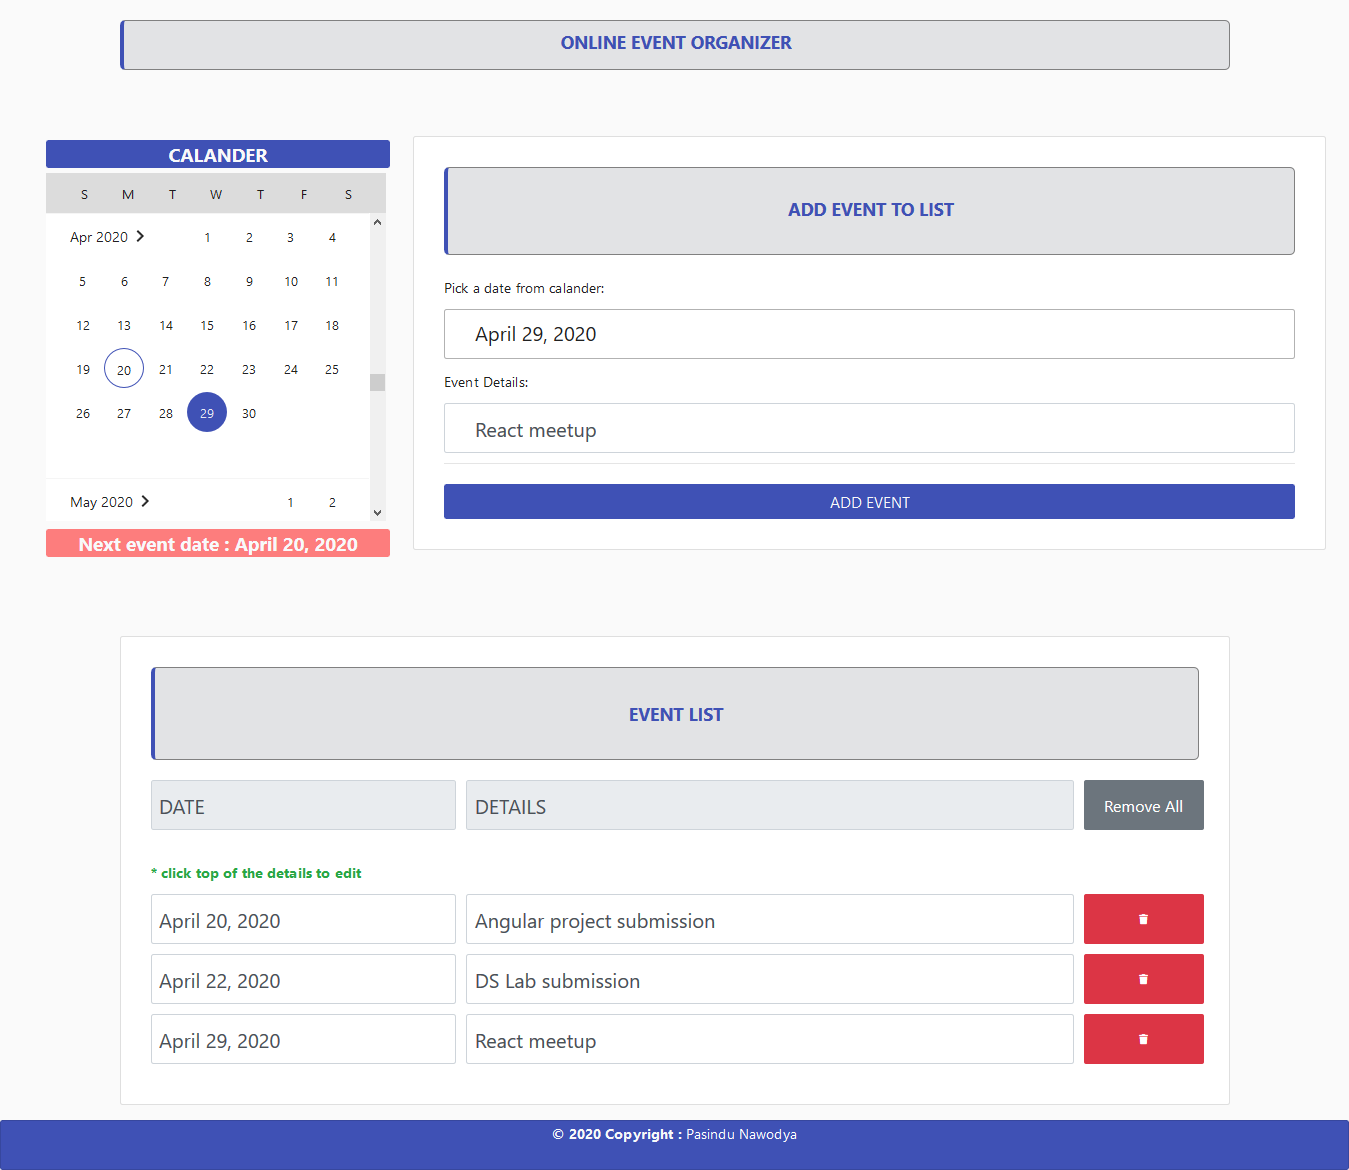 ONLINE EVENT ORGANIZER
CALANDER
S M T W T F S
Apr 2020 1 2 3 4
5 6 7 8 9 10 11
12 13 14 15 16 17 18
19 20 21 22 23 24 25
26 27 28 29 30
May 2020 1 2
Next event date : April 20, 2020
ADD EVENT TO LIST
Pick a date from calander:
April 29, 2020
Event Details:
React meetup
ADD EVENT
EVENT LIST
DATE DETAILS Remove All
* click top of the details to edit
April 20, 2020 Angular project submission
April 22, 2020 DS Lab submission
April 29, 2020 React meetup
© 2020 Copyright : Pasindu Nawodya